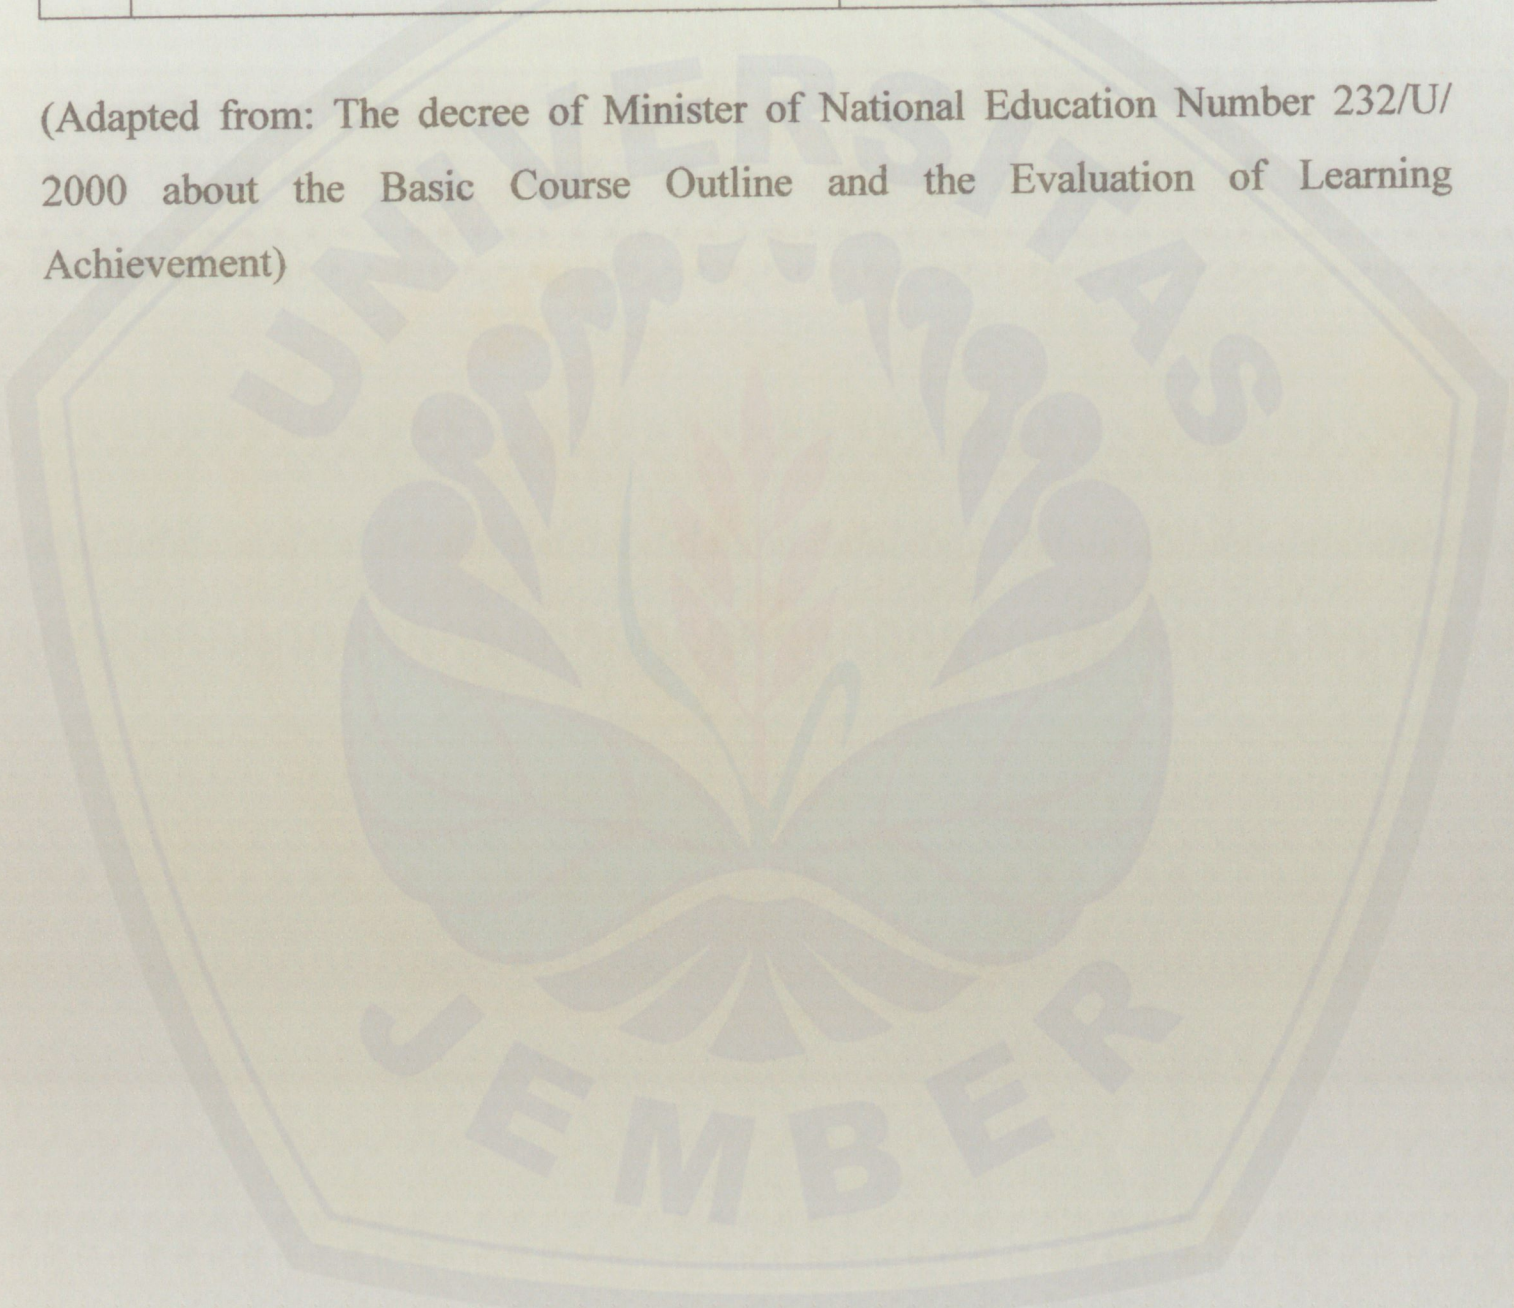 (Adapted from: The decree of Minister of National Education Number 232/U/
2000 about the Basic Course Outline and the Evaluation of Learning
Achievement)
UNIVERSITAS
JEMBER